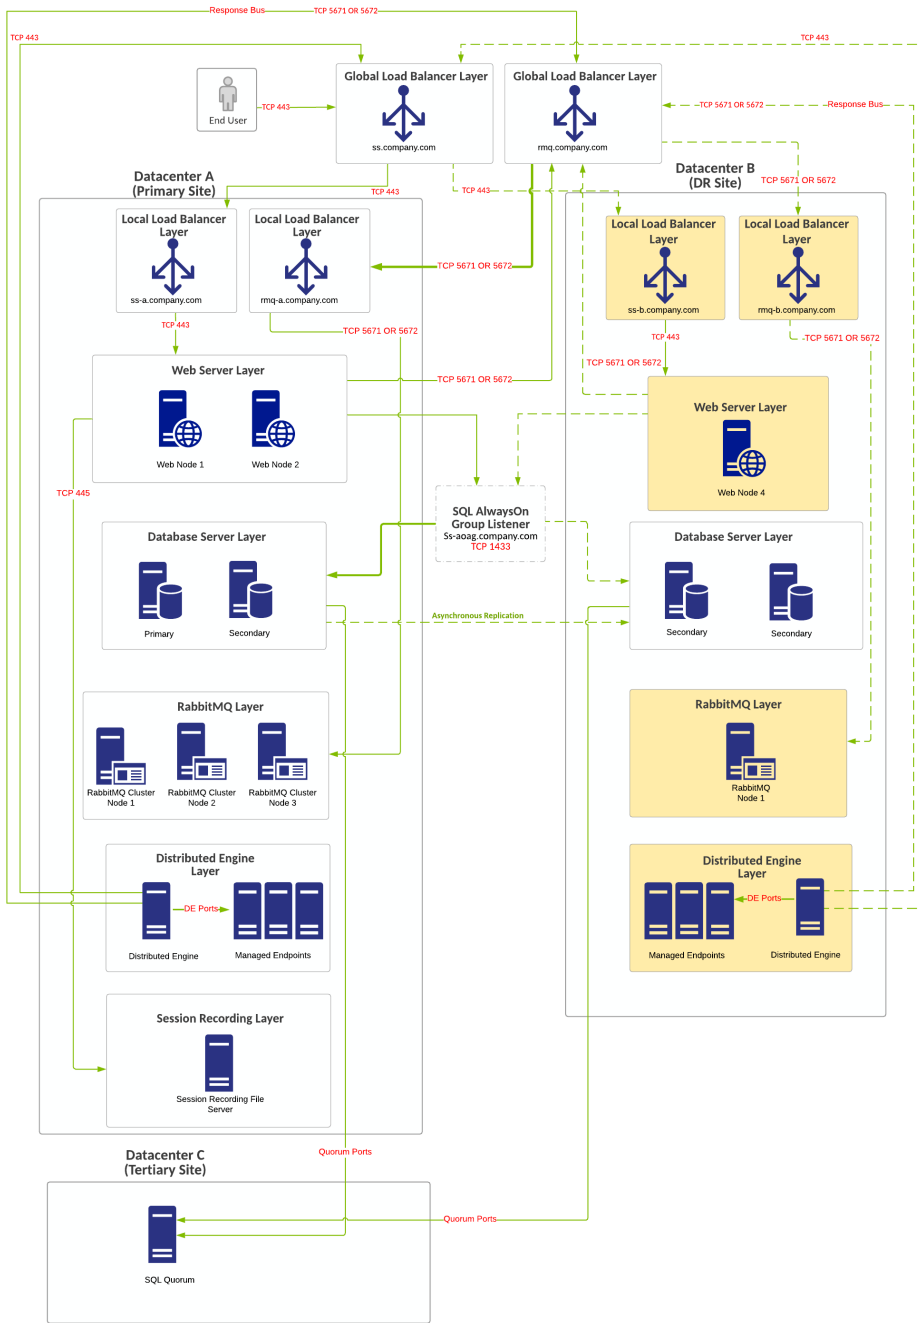 Response Bus
TCP 5671 OR 5672
TCP 443
TCP 443
End User
TCP 443
Global Load Balancer Layer
ss.company.com
Global Load Balancer Layer
rmq.company.com
TCP 5671 OR 5672
Response Bus
Datacenter A
(Primary Site)
TCP 443
TCP 443
Datacenter B
(DR Site)
TCP 5671 OR 5672
Local Load Balancer
Layer
ss-a.company.com
Local Load Balancer
Layer
rmq-a.company.com
TCP 5671 OR 5672
Local Load Balancer
Layer
ss-b.company.com
Local Load Balancer
Layer
rmq-b.company.com
TCP 443
TCP 5671 OR 5672
TCP 443
TCP 5671 OR 5672
TCP 5671 OR 5672
Web Server Layer
Web Node 1
Web Node 2
TCP 5671 OR 5672
Web Server Layer
Web Node 4
TCP 445
SQL AlwaysOn
Group Listener
Ss-aoag.company.com
TCP 1433
Database Server Layer
Primary
Secondary
Database Server Layer
Secondary
Secondary
Asynchronous Replication
RabbitMQ Layer
RabbitMQ Cluster
Node 1
RabbitMQ Cluster
Node 2
RabbitMQ Cluster
Node 3
RabbitMQ Layer
RabbitMQ
Node 1
Distributed Engine
Layer
DE Ports
Distributed Engine
Managed Endpoints
Distributed Engine
Layer
DE Ports
Managed Endpoints
Distributed Engine
Session Recording Layer
Session Recording File
Server
Quorum Ports
Datacenter C
(Tertiary Site)
Quorum Ports
SQL Quorum